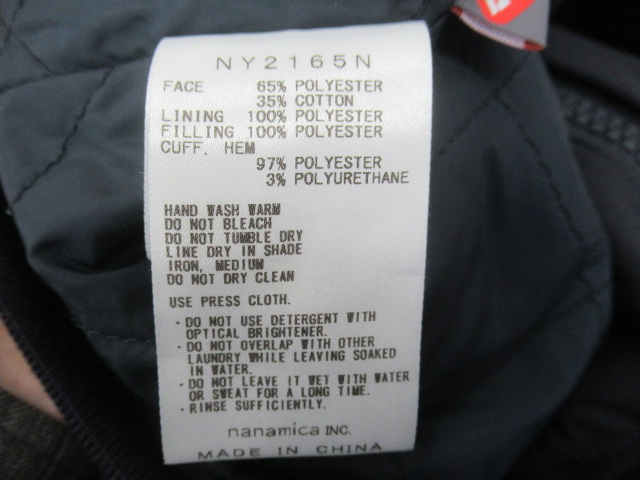 NY2165N
FACE 65% POLYESTER
35% COTTON
LINING 100% POLYESTER
FILLING 100% POLYESTER
CUFF. HEM
97% POLYESTER
3% POLYURETHANE
HAND WASH WARM
DO NOT BLEACH
DO NOT TUMBLE DRY
LINE DRY IN SHADE
IRON, MEDIUM
DO NOT DRY CLEAN
USE PRESS CLOTH.
· DO NOT USE DETERGENT WITH
OPTICAL BRIGHTENER.
· DO NOT OVERLAP WITH OTHER
LAUNDRY WHILE LEAVING SOAKED
IN WATER.
· DO NOT LEAVE IT WET WITH WATER
OR SWEAT FOR A LONG TIME.
· RINSE SUFFICIENTLY.
nanamica INC.
MADE IN CHINA